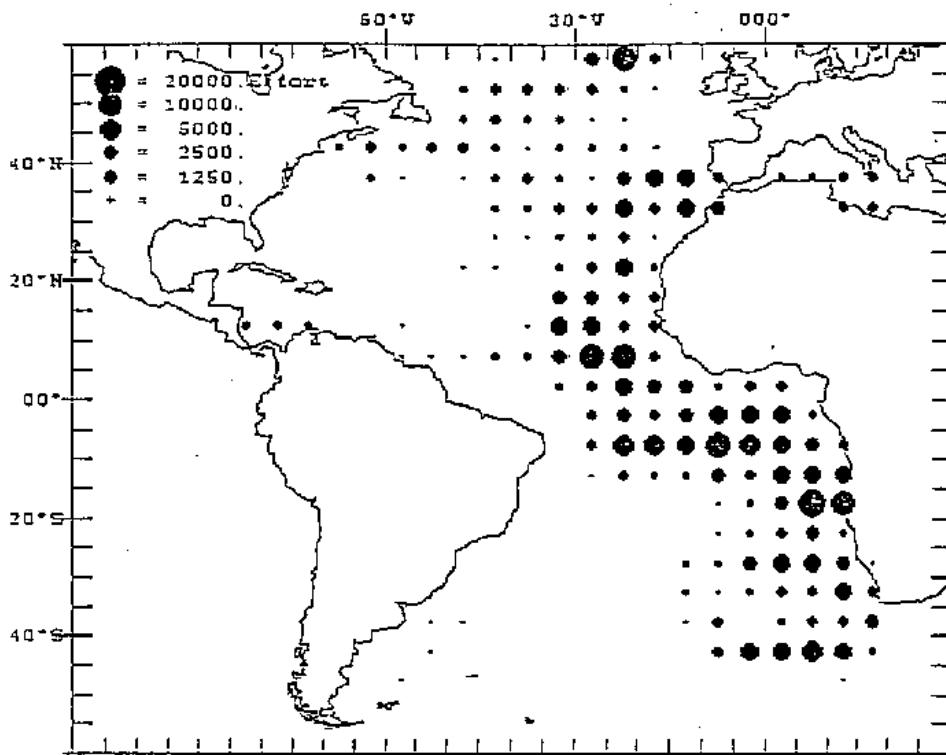 60°W 30°W 000°
= 20000. Effort
= 10000.
= 5000.
= 2500.
= 1250.
+ = 0.
40°N
20°N
00°
20°S
40°S